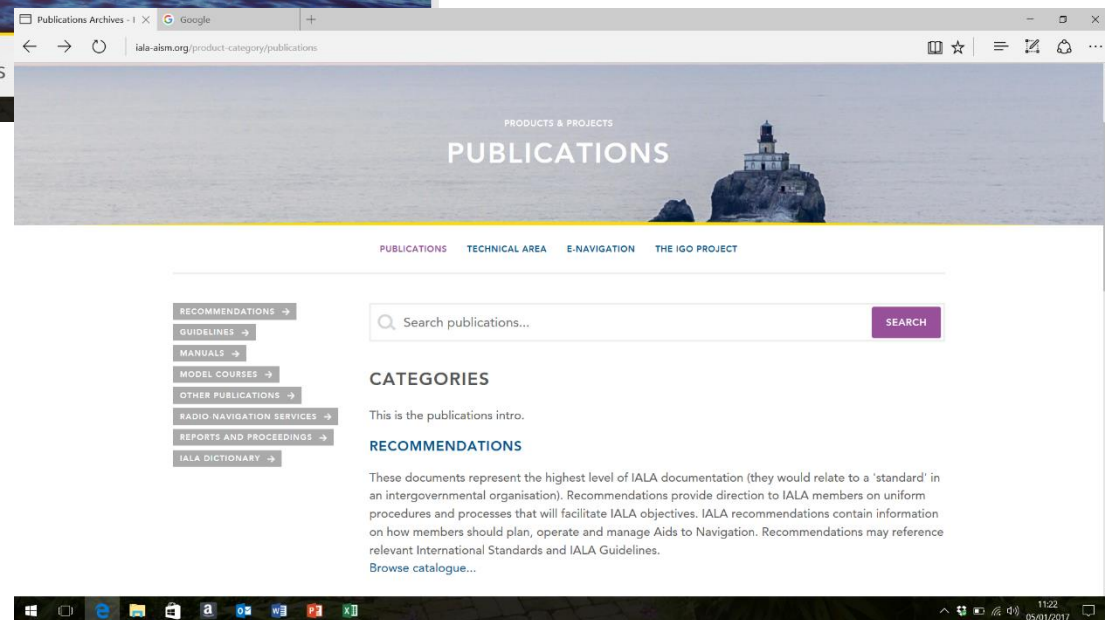 S
Publications Archives - I
Google
iala-aism.org/product-category/publications
PRODUCTS & PROJECTS
PUBLICATIONS
PUBLICATIONS TECHNICAL AREA E-NAVIGATION THE IGO PROJECT
RECOMMENDATIONS →
GUIDELINES →
MANUALS →
MODEL COURSES →
OTHER PUBLICATIONS →
RADIO NAVIGATION SERVICES →
REPORTS AND PROCEEDINGS →
IALA DICTIONARY →
Search publications...
SEARCH
CATEGORIES
This is the publications intro.
RECOMMENDATIONS
These documents represent the highest level of IALA documentation (they would relate to a 'standard' in
an intergovernmental organisation). Recommendations provide direction to IALA members on uniform
procedures and processes that will facilitate IALA objectives. IALA recommendations contain information
on how members should plan, operate and manage Aids to Navigation. Recommendations may reference
relevant International Standards and IALA Guidelines.
Browse catalogue...
11:22
05/01/2017